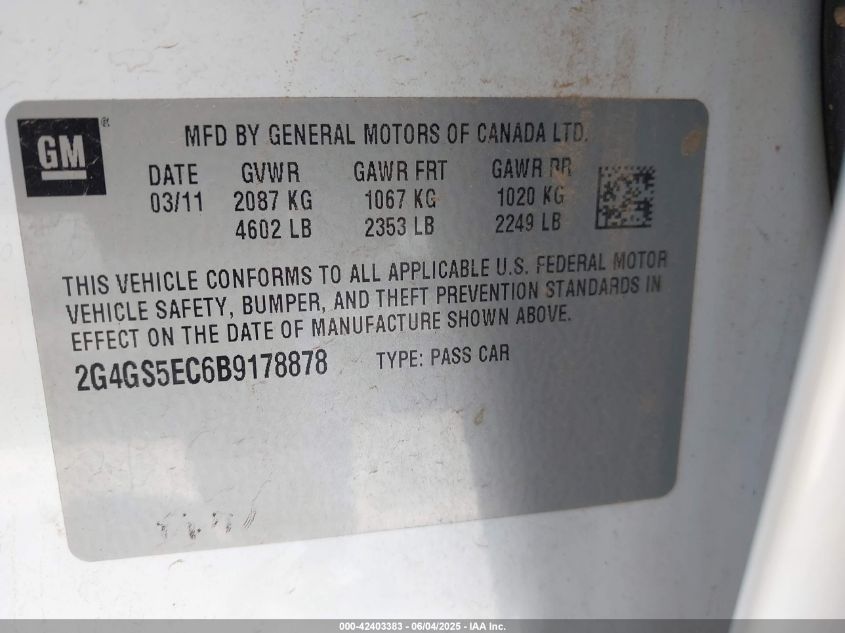 GM®
MFD BY GENERAL MOTORS OF CANADA LTD.
DATE GVWR GAWR FRT GAWR RR
03/11 2087 KG 1067 KG 1020 KG
4602 LB 2353 LB 2249 LB
THIS VEHICLE CONFORMS TO ALL APPLICABLE U.S. FEDERAL MOTOR
VEHICLE SAFETY, BUMPER, AND THEFT PREVENTION STANDARDS IN
EFFECT ON THE DATE OF MANUFACTURE SHOWN ABOVE.
2G4GS5EC6B9178878 TYPE: PASS CAR
000-42403383 - 06/04/2025 - IAA Inc.